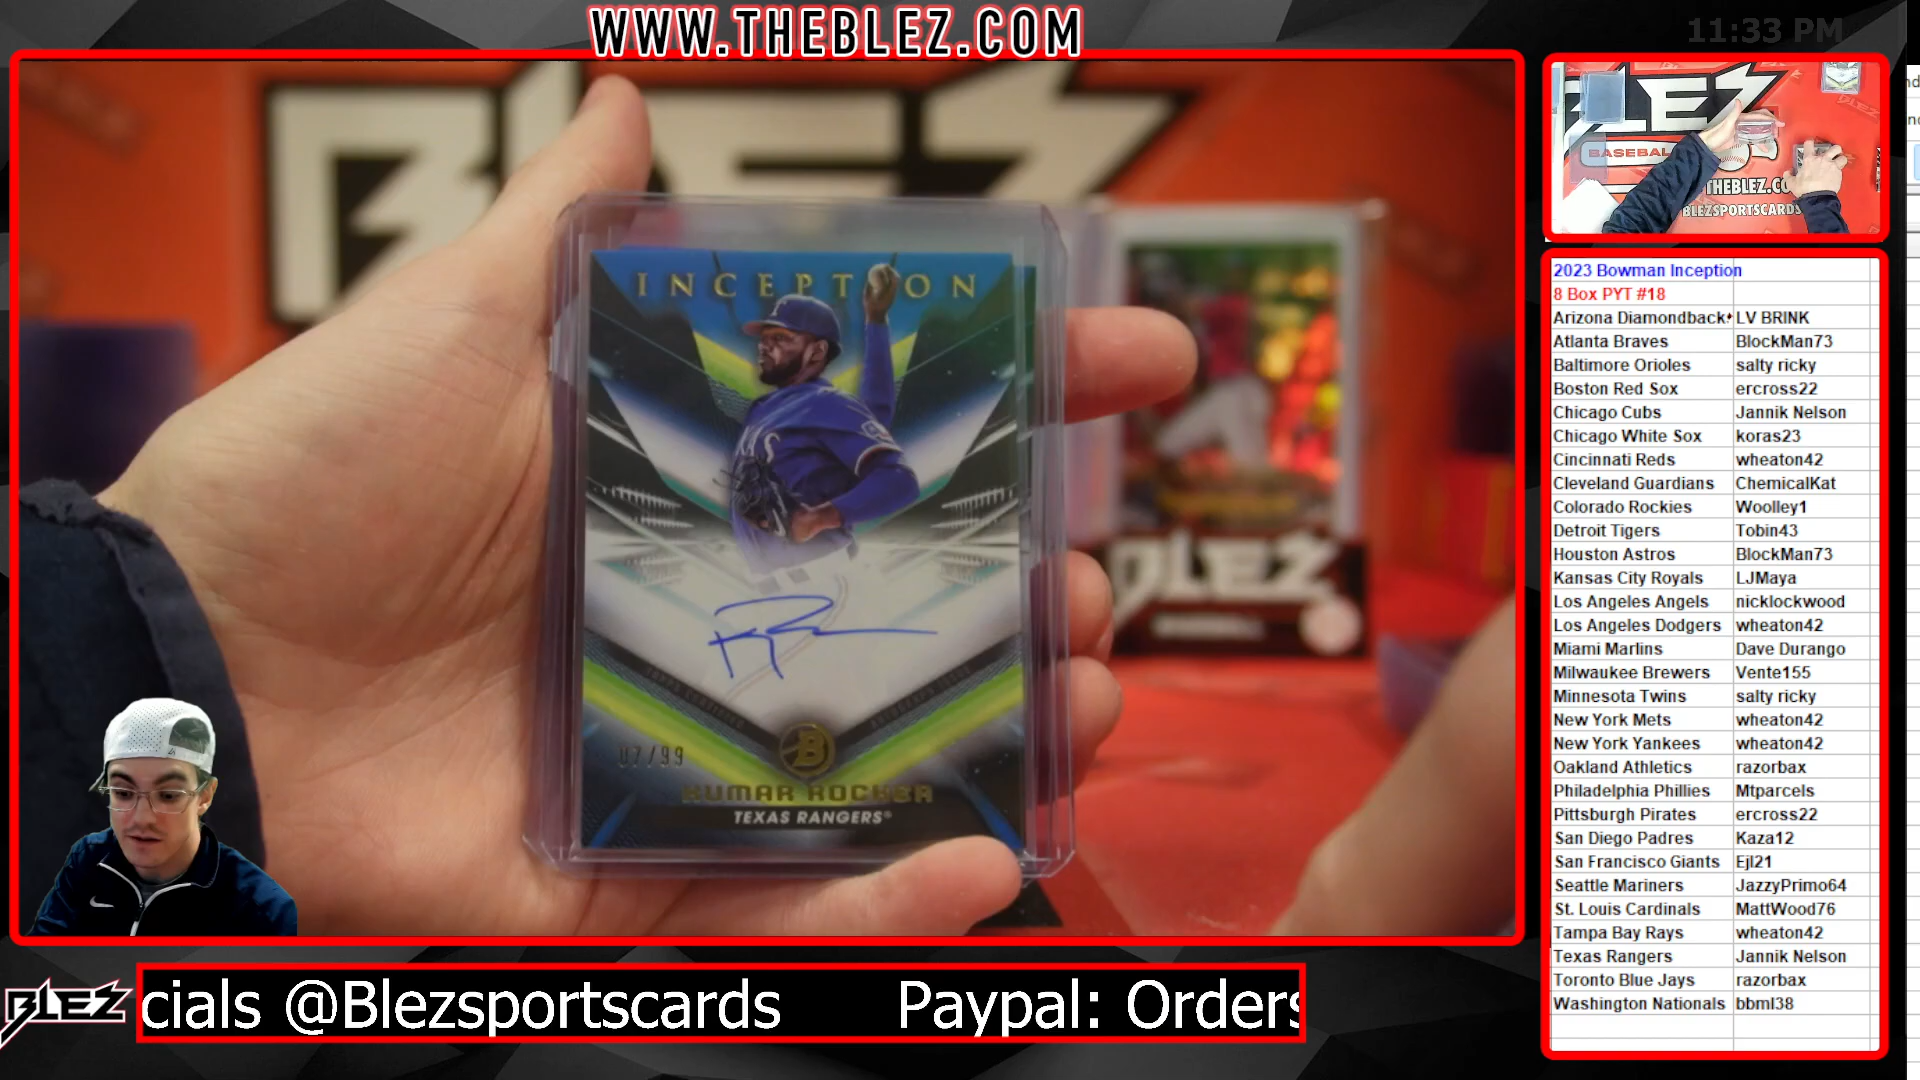 WWW.THEBLEZ.COM
11:33 PM
BLEZ
INCEPTION
07/99
B
KUMAR ROCKER
TEXAS RANGERS
BLEZ
BLEZ
BASEBAL
THEBLEZ.CO
BLEZSPORTSCARDS
2023 Bowman Inception
8 Box PYT #18
Arizona Diamondback LV BRINK
Atlanta Braves BlockMan73
Baltimore Orioles salty ricky
Boston Red Sox ercross22
Chicago Cubs Jannik Nelson
Chicago White Sox koras23
Cincinnati Reds wheaton42
Cleveland Guardians ChemicalKat
Colorado Rockies Woolley1
Detroit Tigers Tobin43
Houston Astros BlockMan73
Kansas City Royals LJMaya
Los Angeles Angels nicklockwood
Los Angeles Dodgers wheaton42
Miami Marlins Dave Durango
Milwaukee Brewers Vente155
Minnesota Twins salty ricky
New York Mets wheaton42
New York Yankees wheaton42
Oakland Athletics razorbax
Philadelphia Phillies Mtparcels
Pittsburgh Pirates ercross22
San Diego Padres Kaza12
San Francisco Giants Ejl21
Seattle Mariners JazzyPrimo64
St. Louis Cardinals MattWood76
Tampa Bay Rays wheaton42
Texas Rangers Jannik Nelson
Toronto Blue Jays razorbax
Washington Nationals bbml38
BLEZ
cials @Blezsportscards Paypal: Orders